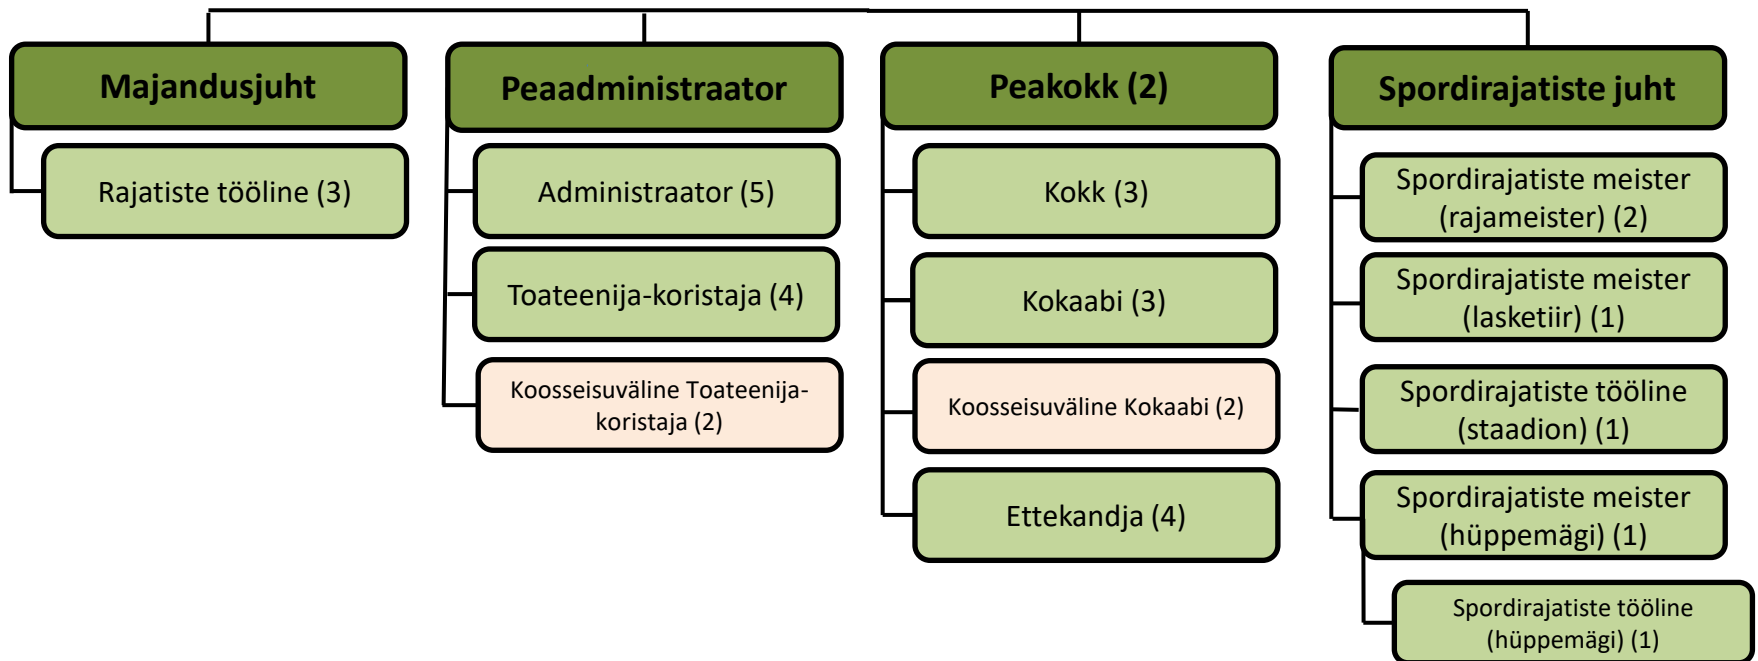 Majandusjuht
Rajatiste tööline (3)
Peaadministraator
Administraator (5)
Toateenija-koristaja (4)
Koosseisuväline Toateenija-
koristaja (2)
Peakokk (2)
Kokk (3)
Kokaabi (3)
Koosseisuväline Kokaabi (2)
Ettekandja (4)
Spordirajatiste juht
Spordirajatiste meister
(rajameister) (2)
Spordirajatiste meister
(lasketiir) (1)
Spordirajatiste tööline
(staadion) (1)
Spordirajatiste meister
(hüppemägi) (1)
Spordirajatiste tööline
(hüppemägi) (1)